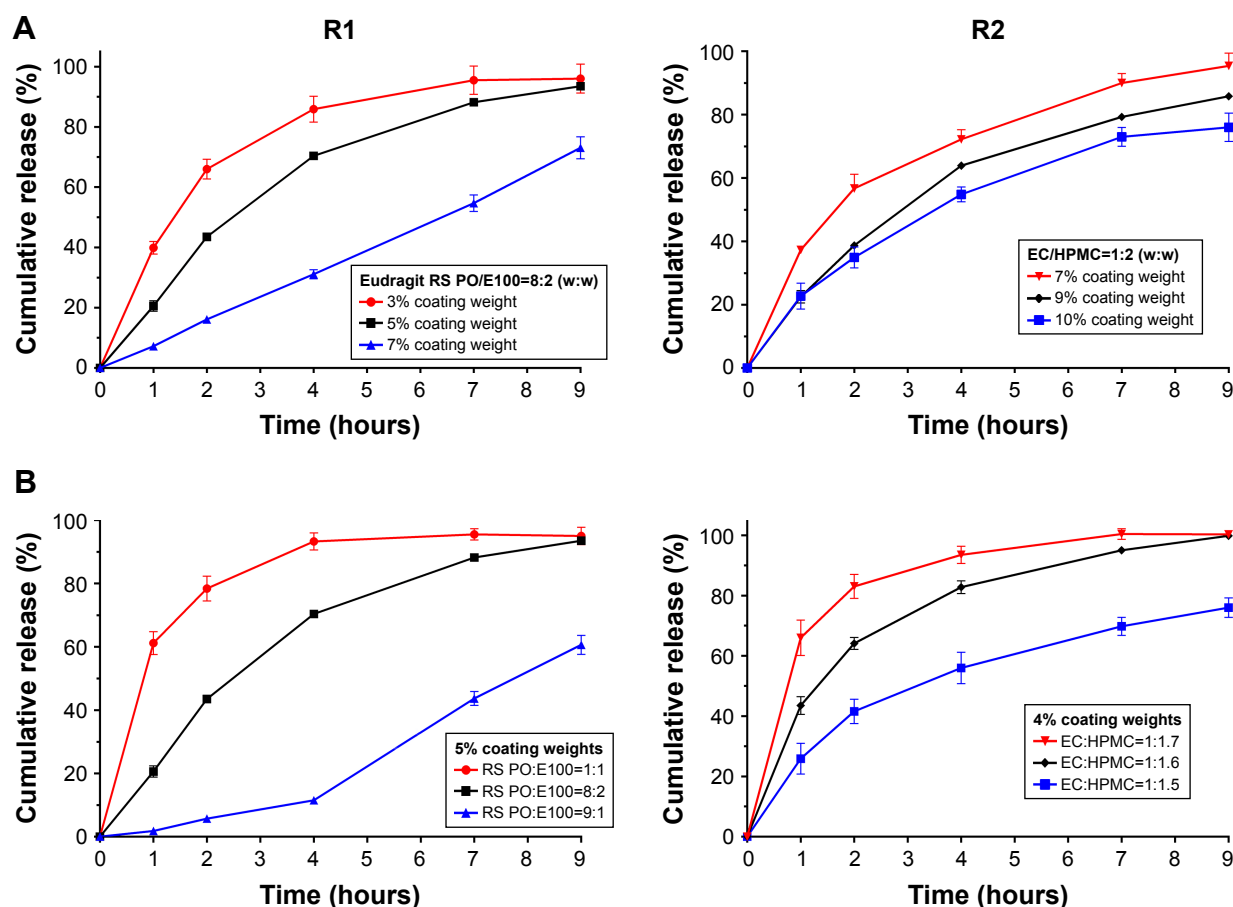 A
R1
R2
Cumulative release (%)
100
80
60
40
20
0
Eudragit RS PO/E100=8:2 (w:w)
3% coating weight
5% coating weight
7% coating weight
0 1 2 3 4 5 6 7 8 9
Time (hours)
Cumulative release (%)
100
80
60
40
20
0
EC/HPMC=1:2 (w:w)
7% coating weight
9% coating weight
10% coating weight
0 1 2 3 4 5 6 7 8 9
Time (hours)
B
Cumulative release (%)
100
80
60
40
20
0
5% coating weights
RS PO:E100=1:1
RS PO:E100=8:2
RS PO:E100=9:1
0 1 2 3 4 5 6 7 8 9
Time (hours)
Cumulative release (%)
100
80
60
40
20
0
4% coating weights
EC:HPMC=1:1.7
EC:HPMC=1:1.6
EC:HPMC=1:1.5
0 1 2 3 4 5 6 7 8 9
Time (hours)